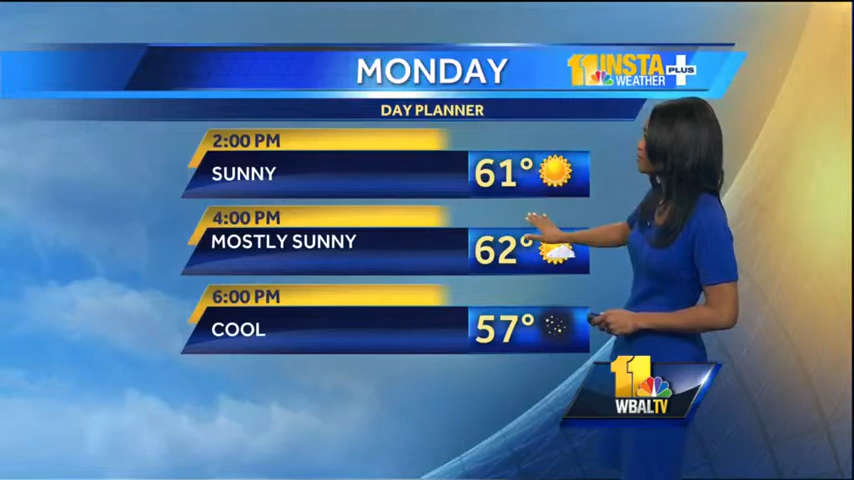 MONDAY
11 INSTA PLUS
WEATHER
DAY PLANNER
2:00 PM
SUNNY 61°
4:00 PM
MOSTLY SUNNY 62°
6:00 PM
COOL 57°
11
WBALTV